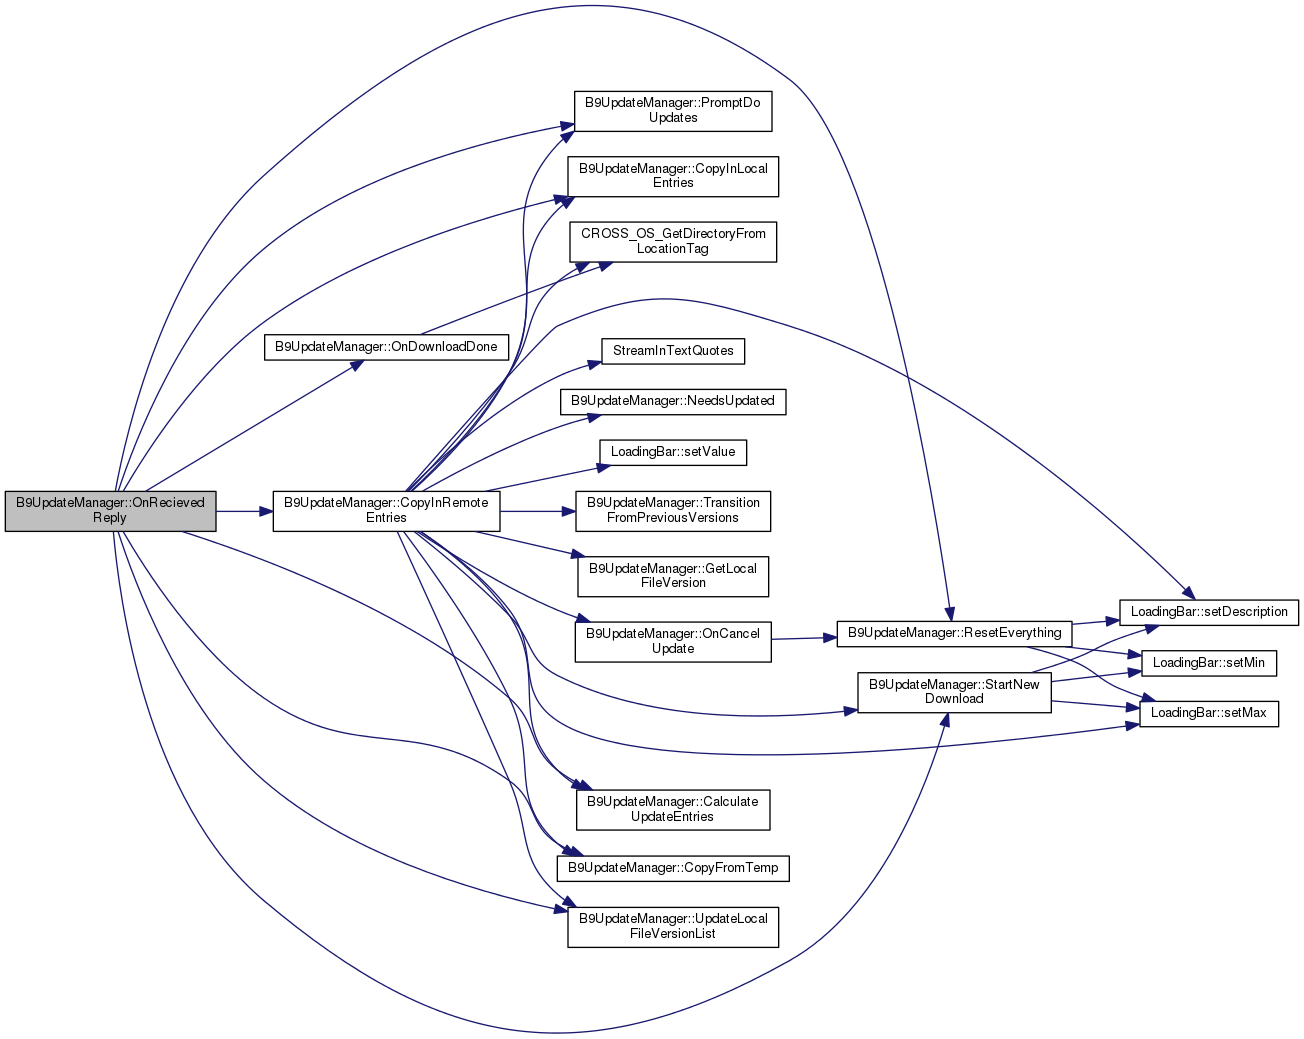 B9UpdateManager::PromptDo
Updates
B9UpdateManager::CopyInLocal
Entries
CROSS_OS_GetDirectoryFrom
LocationTag
B9UpdateManager::OnDownloadDone
StreamInTextQuotes
B9UpdateManager::NeedsUpdated
LoadingBar::setValue
B9UpdateManager::OnRecieved
Reply
B9UpdateManager::CopyInRemote
Entries
B9UpdateManager::Transition
FromPreviousVersions
B9UpdateManager::GetLocal
FileVersion
B9UpdateManager::OnCancel
Update
B9UpdateManager::ResetEverything
LoadingBar::setDescription
LoadingBar::setMin
B9UpdateManager::StartNew
Download
LoadingBar::setMax
B9UpdateManager::Calculate
UpdateEntries
B9UpdateManager::CopyFromTemp
B9UpdateManager::UpdateLocal
FileVersionList